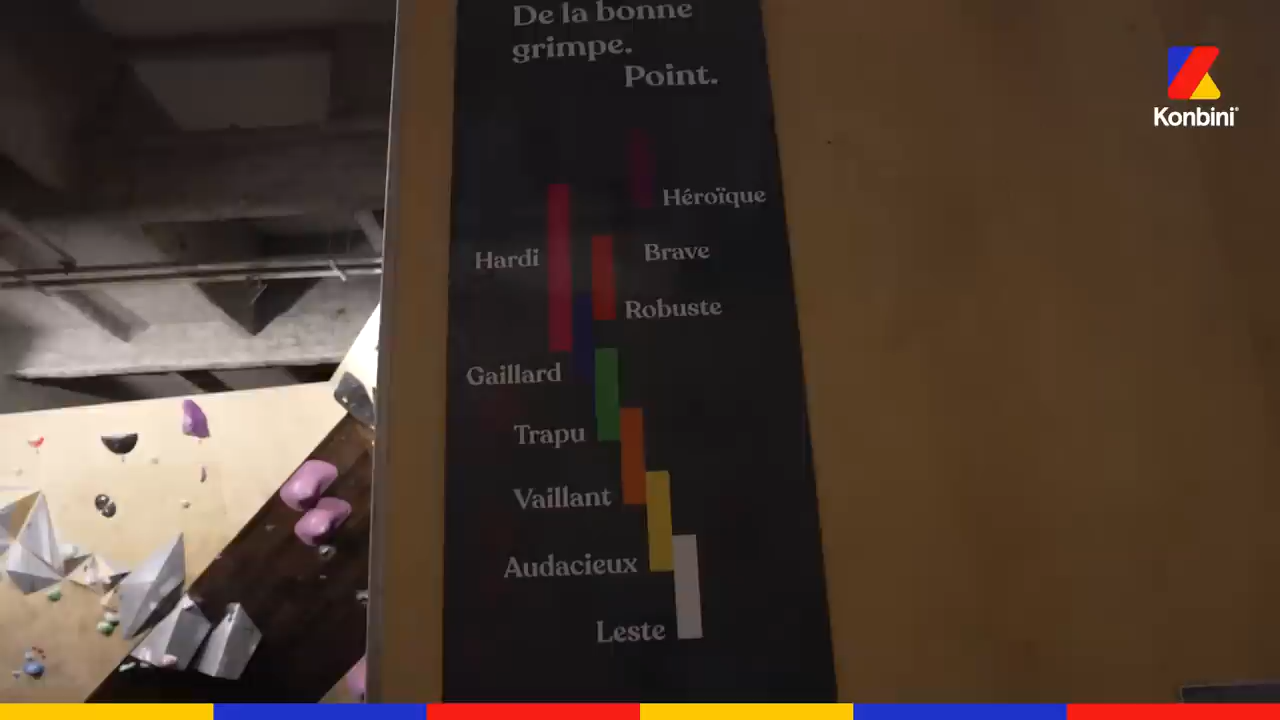 De la bonne
grimpe.
Point.
Héroïque
Brave
Hardi
Robuste
Gaillard
Trapu
Vaillant
Audacieux
Leste
Konbini